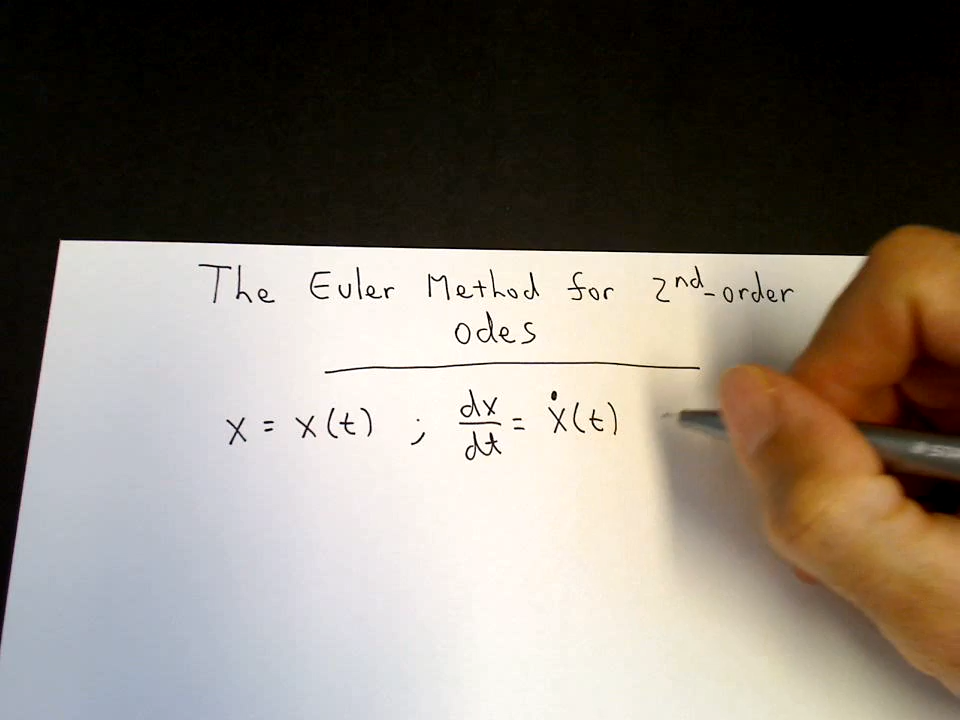 The Euler Method for 2nd-order
odes
x = x(t) ; dx/dt = ẋ(t)